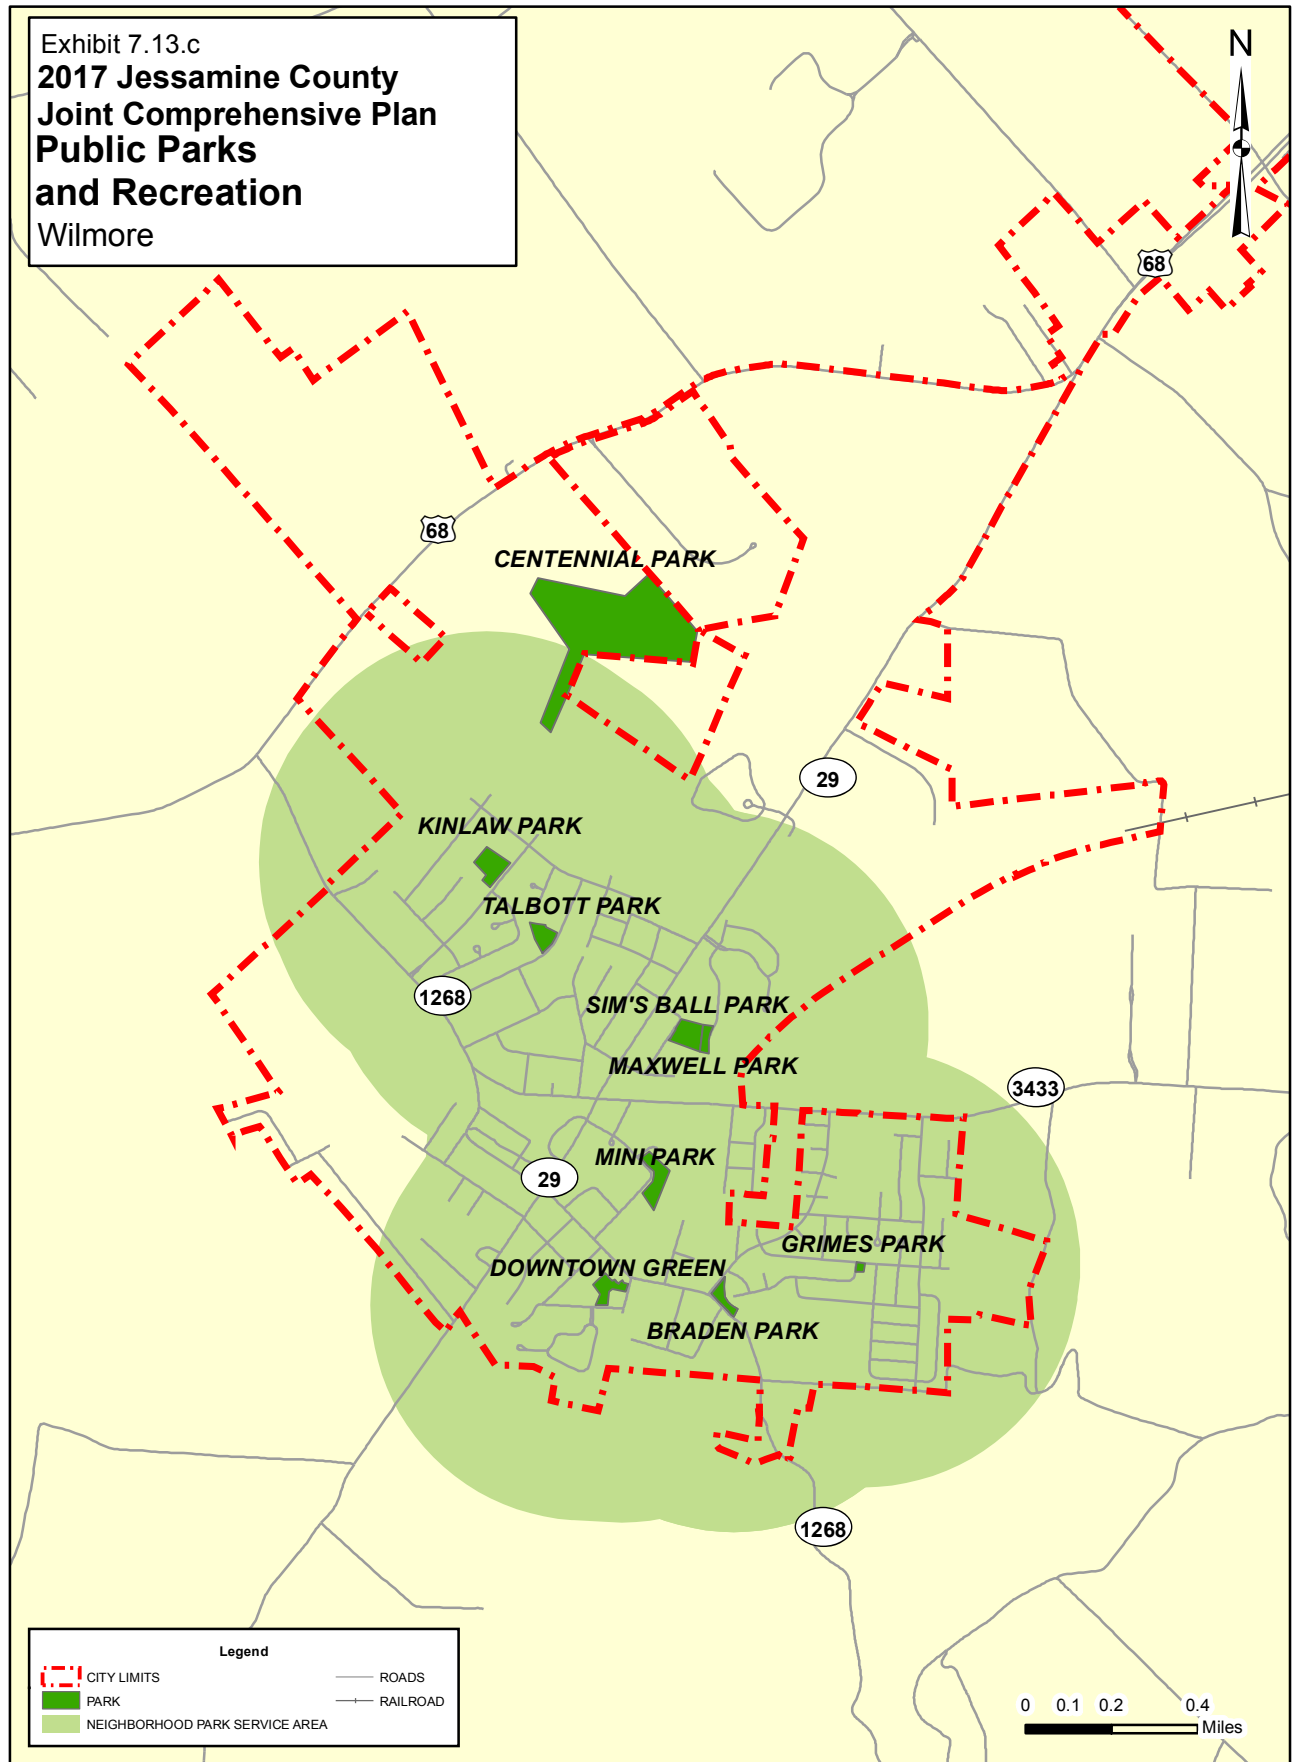 Exhibit 7.13.c
2017 Jessamine County
Joint Comprehensive Plan
Public Parks
and Recreation
Wilmore
N
68
68
CENTENNIAL PARK
29
KINLAW PARK
TALBOTT PARK
1268
SIM'S BALL PARK
MAXWELL PARK
3433
MINI PARK
29
GRIMES PARK
DOWNTOWN GREEN
BRADEN PARK
1268
Legend
CITY LIMITS
ROADS
PARK
RAILROAD
NEIGHBORHOOD PARK SERVICE AREA
0 0.1 0.2 0.4
Miles